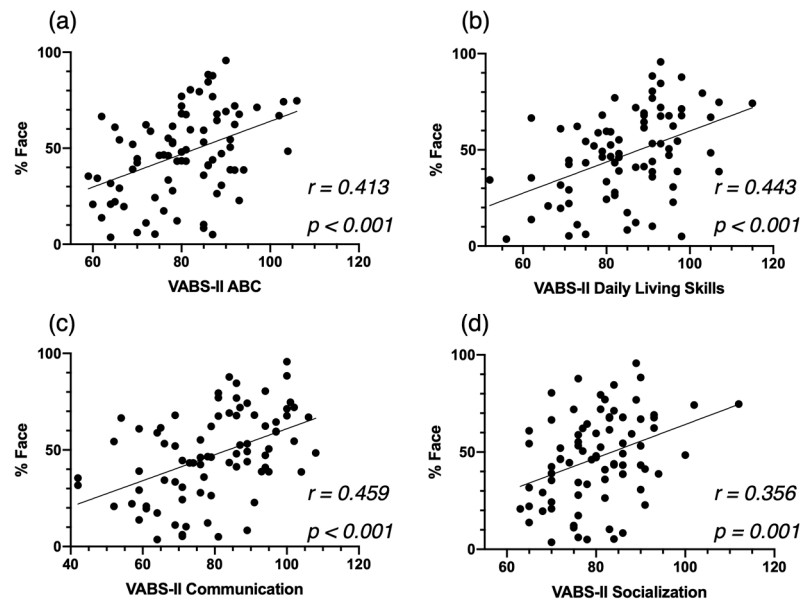 (a)
100
50
0
% Face
60
80
100
120
VABS-II ABC
r = 0.413
p < 0.001
(b)
100
50
0
% Face
60
80
100
120
VABS-II Daily Living Skills
r = 0.443
p < 0.001
(c)
100
50
0
% Face
40
60
80
100
120
VABS-II Communication
r = 0.459
p < 0.001
(d)
100
50
0
% Face
60
80
100
120
VABS-II Socialization
r = 0.356
p = 0.001